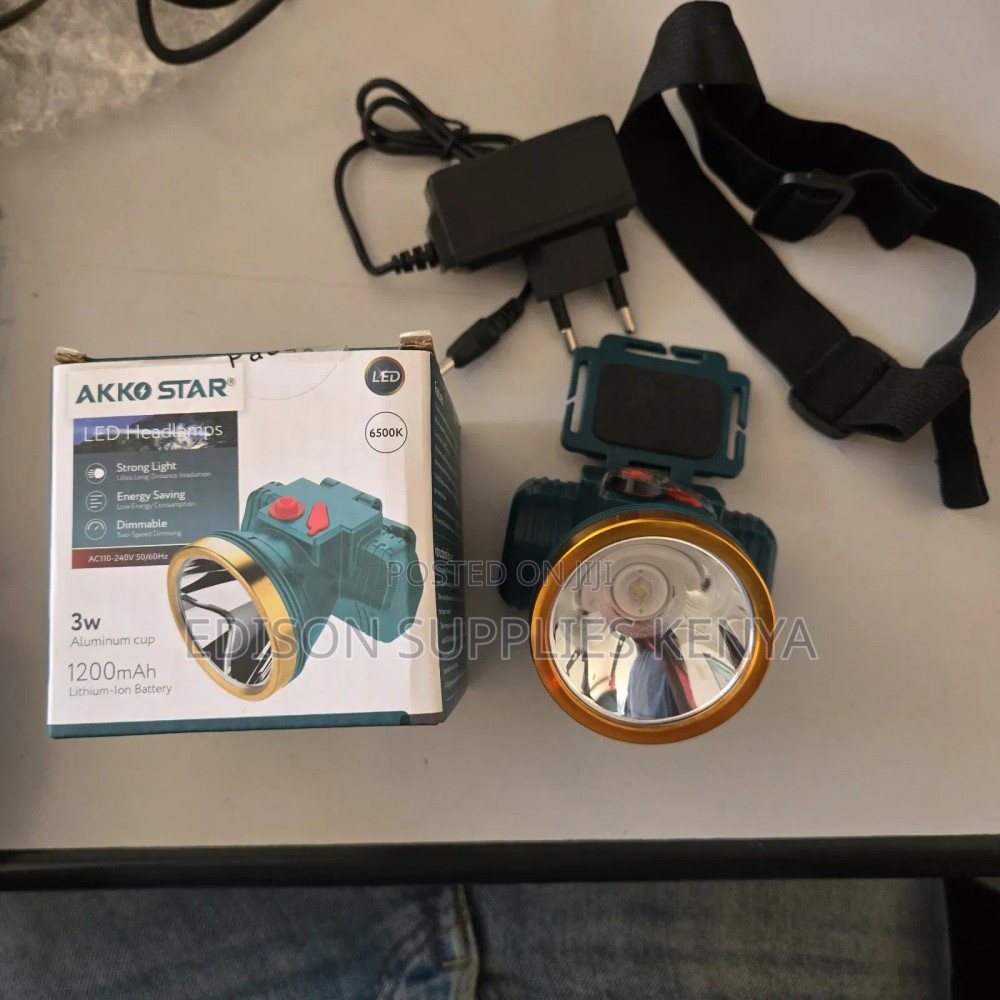 AKKO STAR®
LED
LED Headlamps
6500K
Strong Light
Ultra Long Distance Irradiation
Energy Saving
Low Energy Consumption
Dimmable
Two-Speed Dimming
AC110-240V 50/60Hz
3w
Aluminum cup
1200mAh
Lithium-Ion Battery
POSTED ON JIJI
EDISON SUPPLIES KENYA